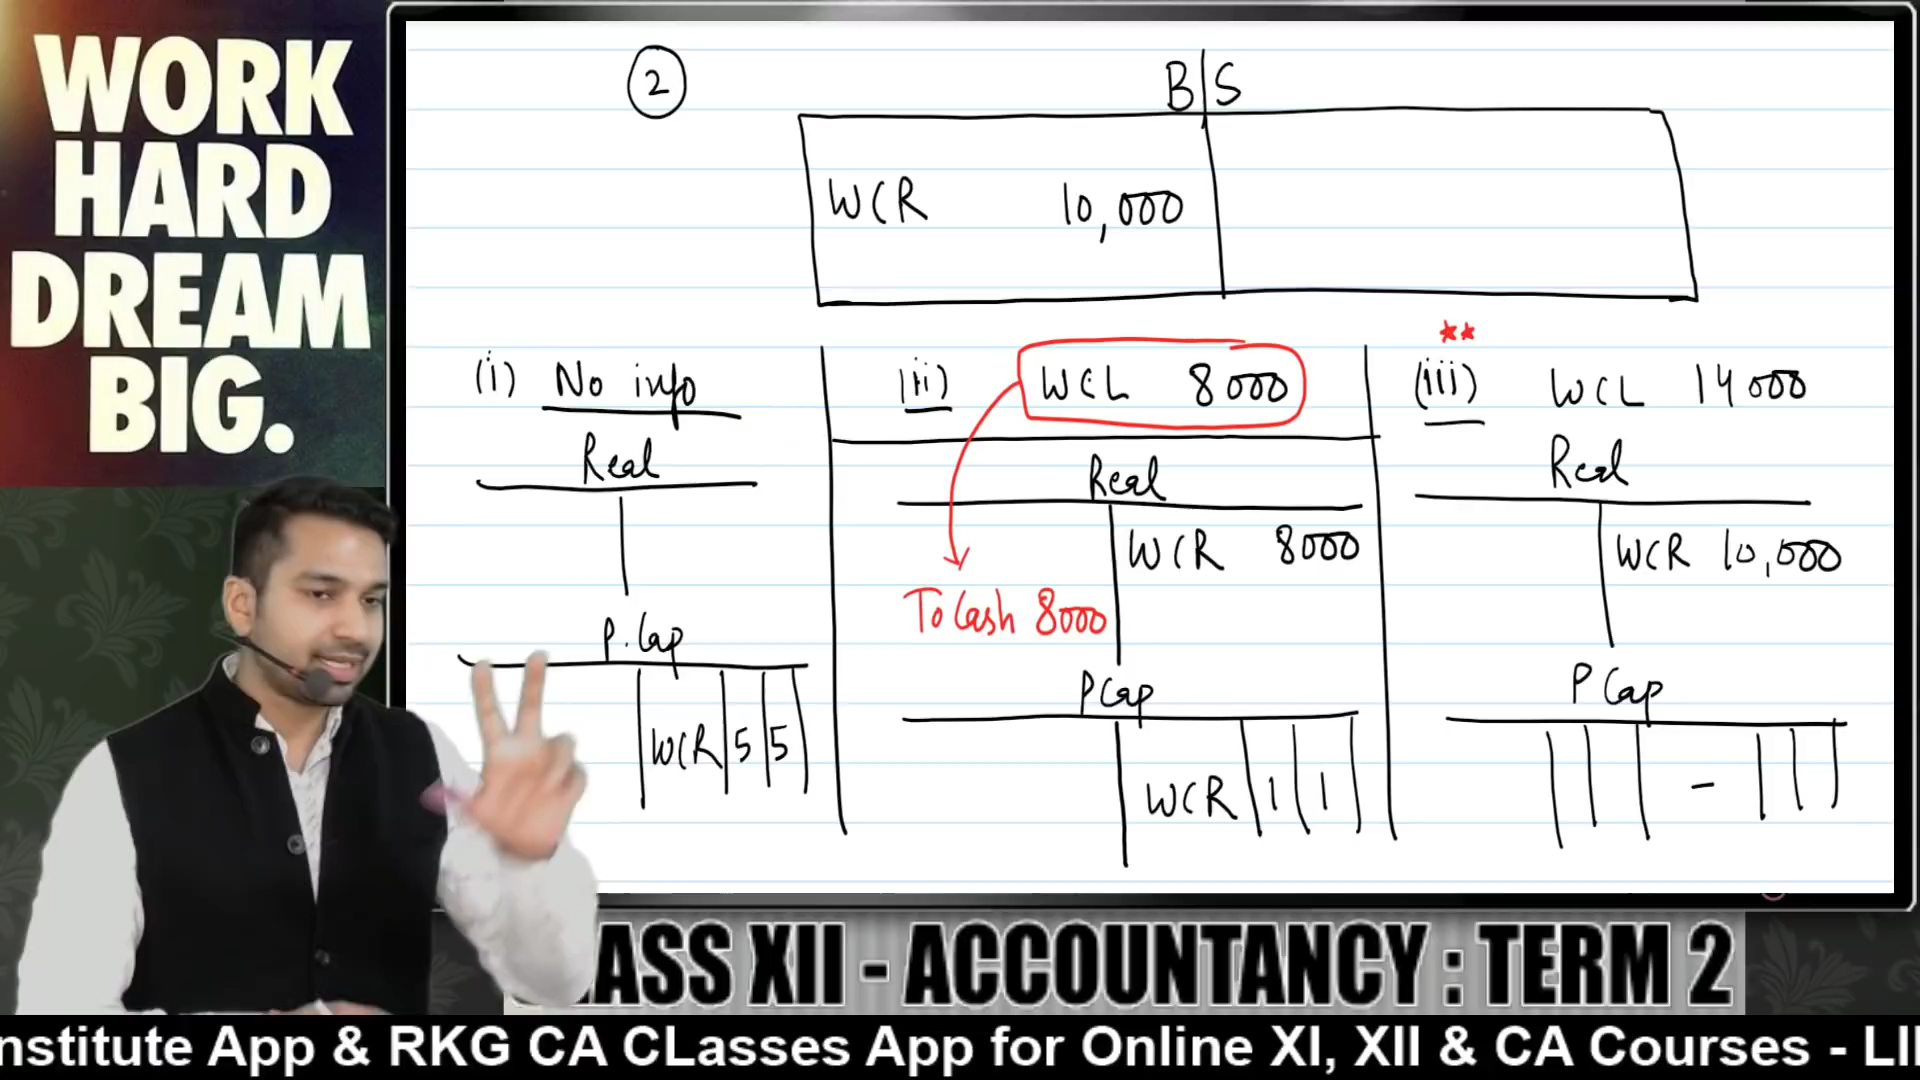 WORK
HARD
DREAM
BIG.
2
B|S
WCR 10,000
(i) No info
Real
P.Cap
WCR 5 5
(ii) WCL 8000
Real
WCR 8000
To Cash 8000
PCap
WCR 1 1
**
(iii) WCL 14000
Real
WCR 10,000
P Cap
-
LASS XII - ACCOUNTANCY : TERM 2
nstitute App & RKG CA CLasses App for Online XI, XII & CA Courses - LI